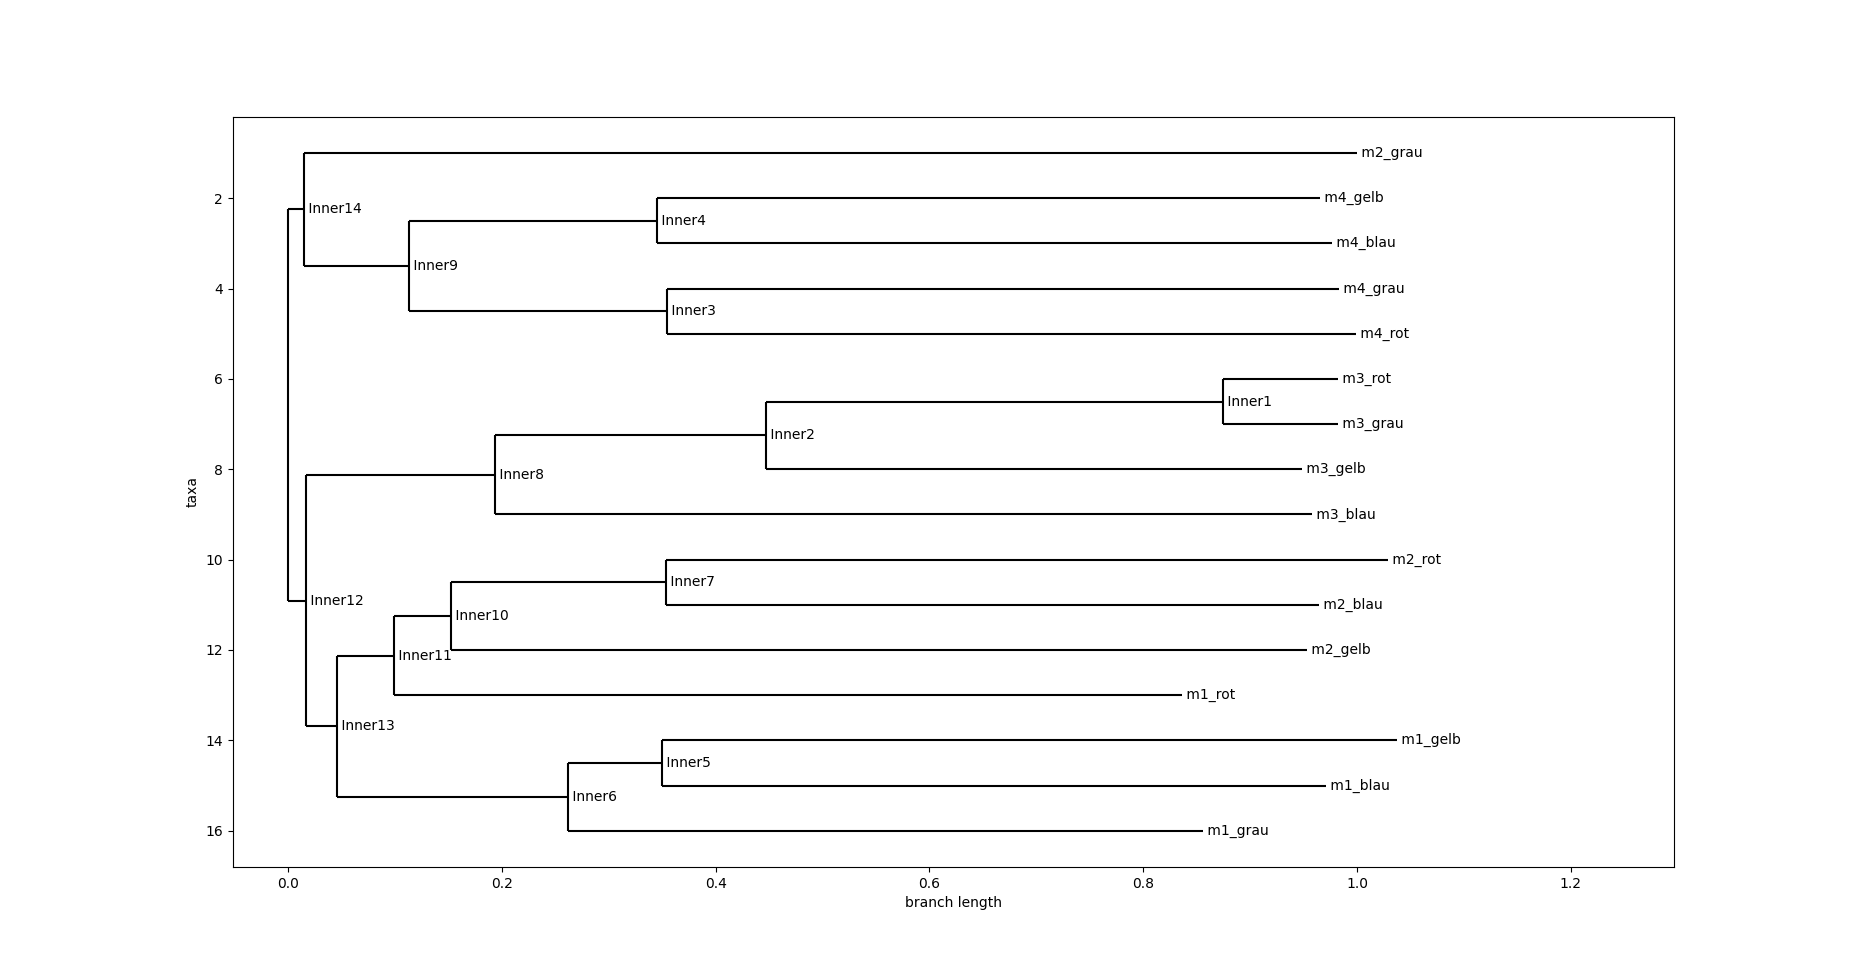 m2_grau
2
m4_gelb
Inner14
Inner4
m4_blau
Inner9
4
m4_grau
Inner3
m4_rot
6
m3_rot
Inner1
m3_grau
Inner2
8
m3_gelb
Inner8
taxa
m3_blau
10
m2_rot
Inner7
m2_blau
Inner12
Inner10
12
m2_gelb
Inner11
m1_rot
Inner13
14
m1_gelb
Inner5
m1_blau
Inner6
16
m1_grau
0.0 0.2 0.4 0.6 0.8 1.0 1.2
branch length